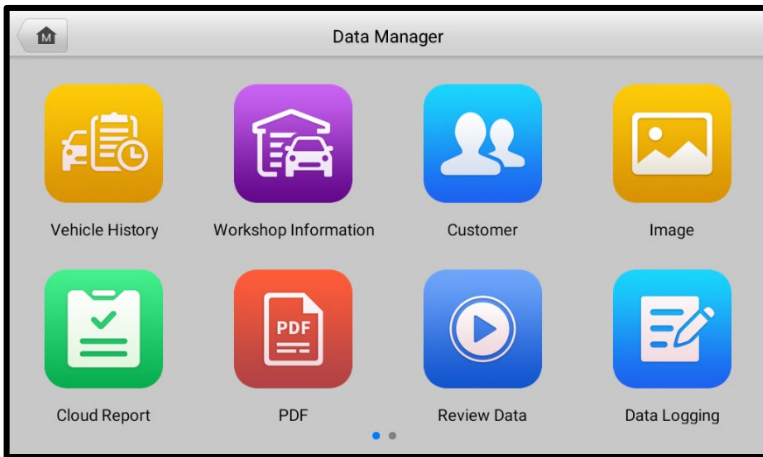 M
Data Manager
Vehicle History
Workshop Information
Customer
Image
PDF
Cloud Report
PDF
Review Data
Data Logging